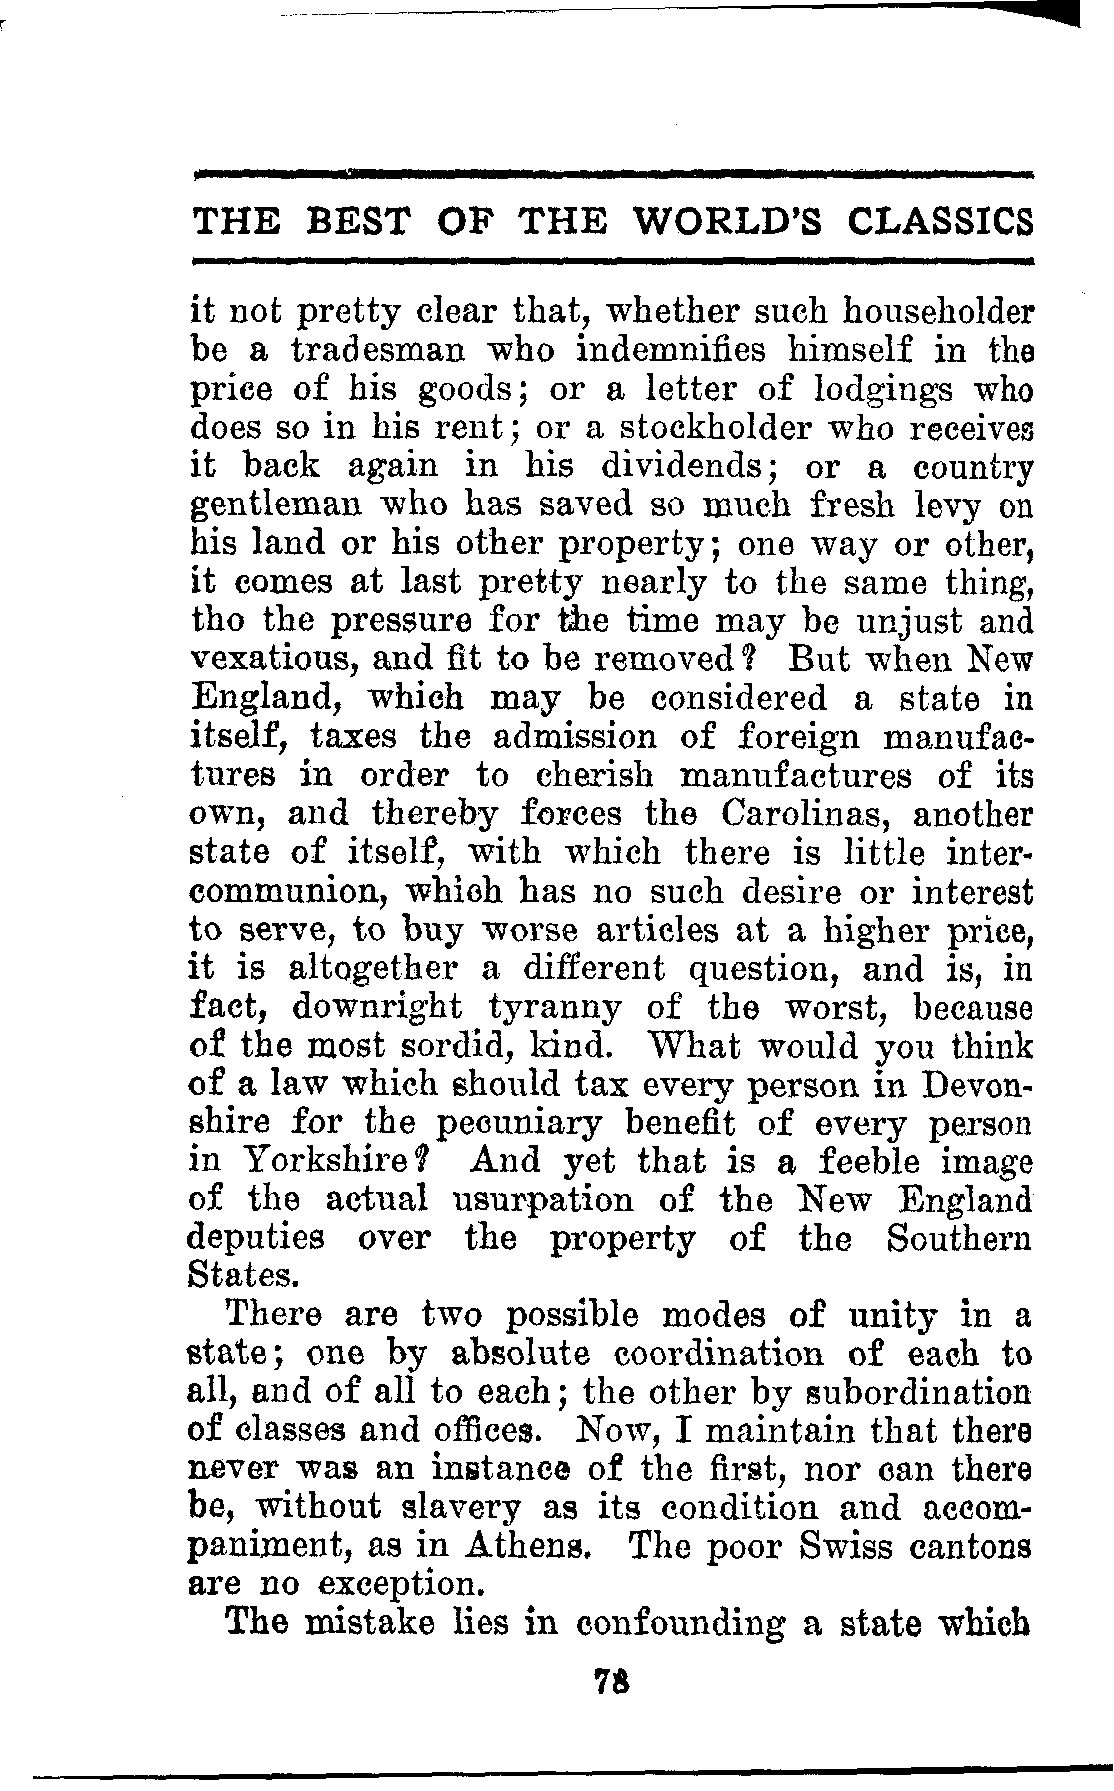 THE BEST OF THE WORLD'S CLASSICS
it not pretty clear that, whether such householder
be a tradesman who indemnifies himself in the
price of his goods; or a letter of lodgings who
does so in his rent; or a stockholder who receives
it back again in his dividends; or a country
gentleman who has saved so much fresh levy on
his land or his other property; one way or other,
it comes at last pretty nearly to the same thing,
tho the pressure for the time may be unjust and
vexatious, and fit to be removed? But when New
England, which may be considered a state in
itself, taxes the admission of foreign manufac-
tures in order to cherish manufactures of its
own, and thereby forces the Carolinas, another
state of itself, with which there is little inter-
communion, which has no such desire or interest
to serve, to buy worse articles at a higher price,
it is altogether a different question, and is, in
fact, downright tyranny of the worst, because
of the most sordid, kind. What would you think
of a law which should tax every person in Devon-
shire for the pecuniary benefit of every person
in Yorkshire? And yet that is a feeble image
of the actual usurpation of the New England
deputies over the property of the Southern
States.
There are two possible modes of unity in a
state; one by absolute coordination of each to
all, and of all to each; the other by subordination
of classes and offices. Now, I maintain that there
never was an instance of the first, nor can there
be, without slavery as its condition and accom-
paniment, as in Athens. The poor Swiss cantons
are no exception.
The mistake lies in confounding a state which
78